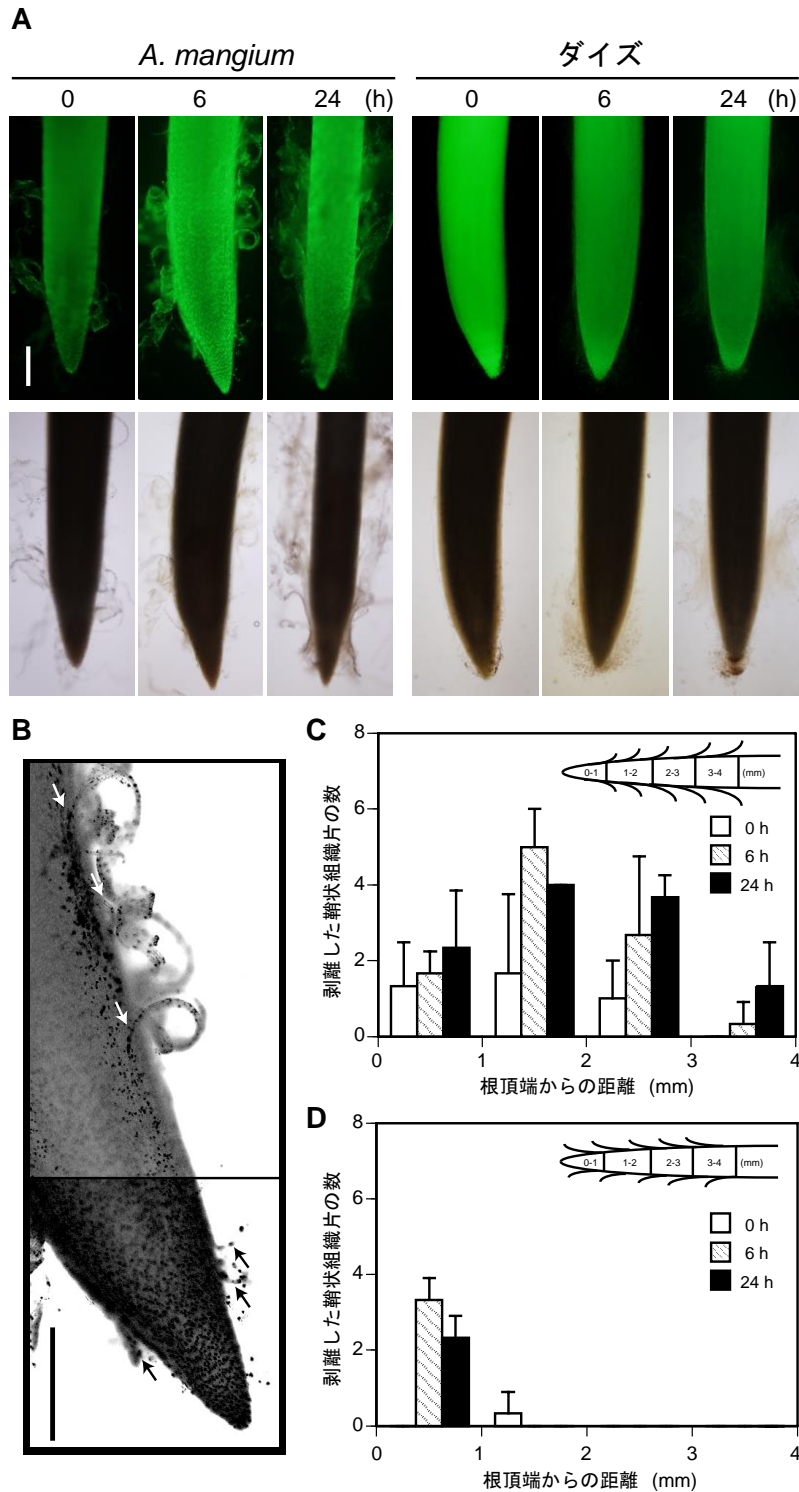 A
A. mangium ダイズ
0 6 24 (h) 0 6 24 (h)
B
C
8
6
4
2
0
剥離した鞘状組織片の数
0-1 1-2 2-3 3-4 (mm)
0 h
6 h
24 h
0 1 2 3 4
根頂端からの距離 (mm)
D
8
6
4
2
0
剥離した鞘状組織片の数
0-1 1-2 2-3 3-4 (mm)
0 h
6 h
24 h
0 1 2 3 4
根頂端からの距離 (mm)